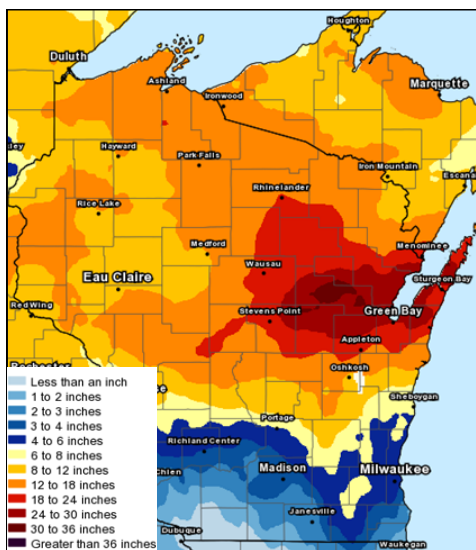 Houghton
Duluth
Ashland
Marquette
Ironwood
Hayward
Park Falls
Iron Mountain
Escana
Rhinelander
Rice Lake
Menominee
Medford
Wausau
Sturgeon Bay
Eau Claire
Red Wing
Stevens Point
Green Bay
Appleton
Oshkosh
Sheboygan
Portage
Richland Center
Madison
Milwaukee
Janesville
Dubuque
Waukegan
Less than an inch
1 to 2 inches
2 to 3 inches
3 to 4 inches
4 to 6 inches
6 to 8 inches
8 to 12 inches
12 to 18 inches
18 to 24 inches
24 to 30 inches
30 to 36 inches
Greater than 36 inches